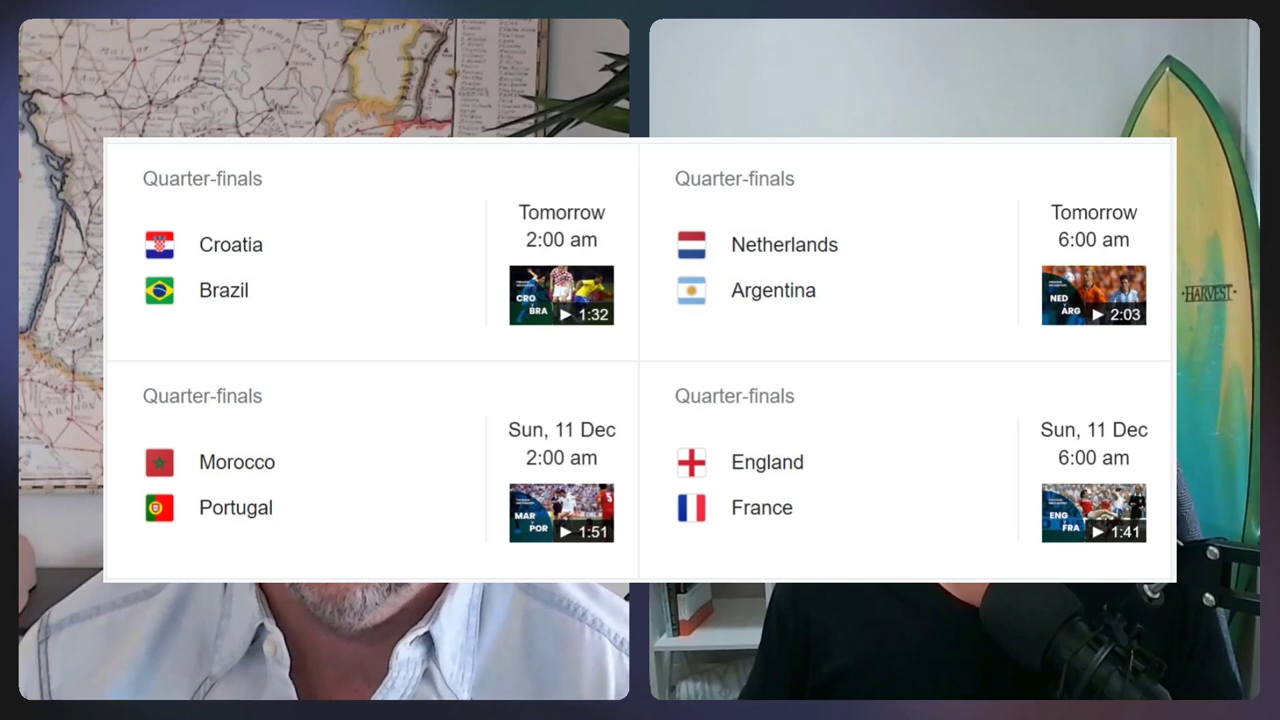 Quarter-finals
Croatia
Brazil
Tomorrow
2:00 am
CRO
BRA
1:32
Quarter-finals
Netherlands
Argentina
Tomorrow
6:00 am
NED
ARG
2:03
Quarter-finals
Morocco
Portugal
Sun, 11 Dec
2:00 am
MAR
POR
1:51
Quarter-finals
England
France
Sun, 11 Dec
6:00 am
ENG
FRA
1:41
·HARVEST·